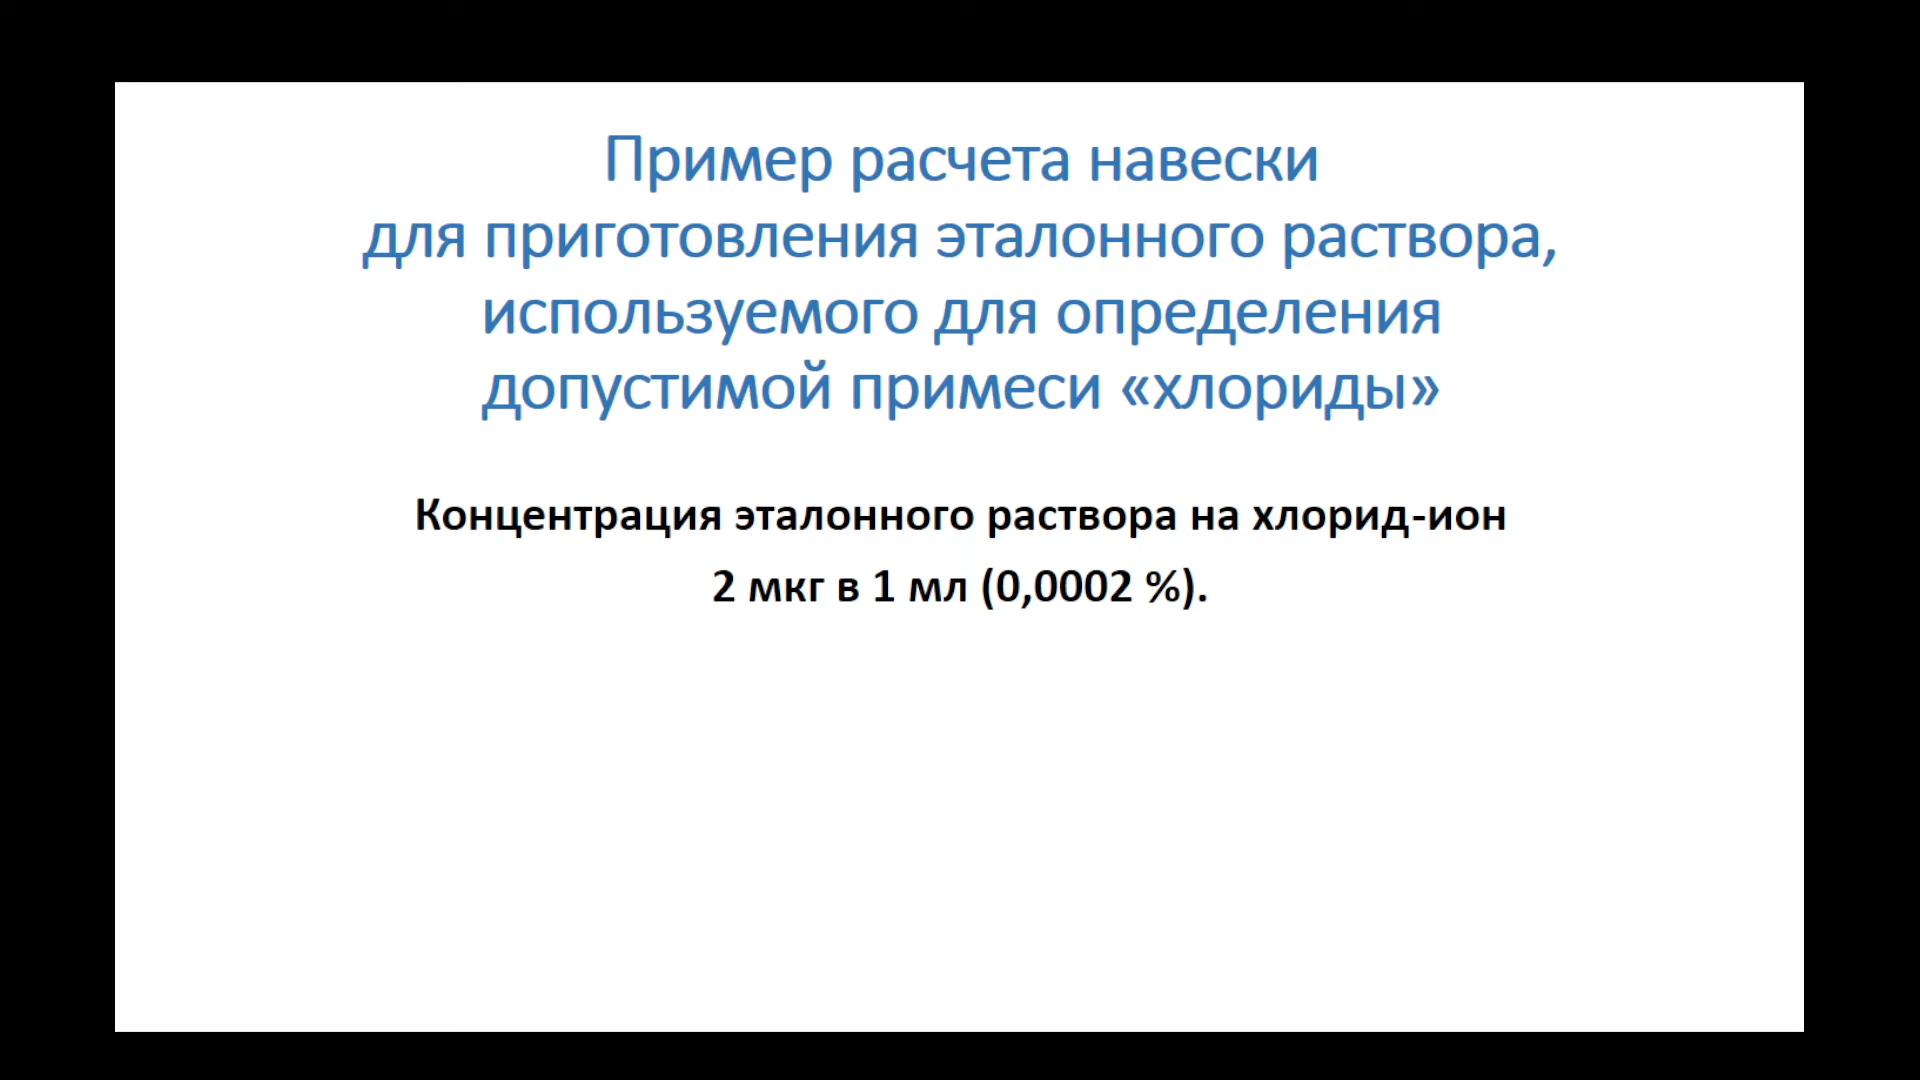 Пример расчета навески
для приготовления эталонного раствора,
используемого для определения
допустимой примеси «хлориды»
Концентрация эталонного раствора на хлорид-ион
2 мкг в 1 мл (0,0002 %).